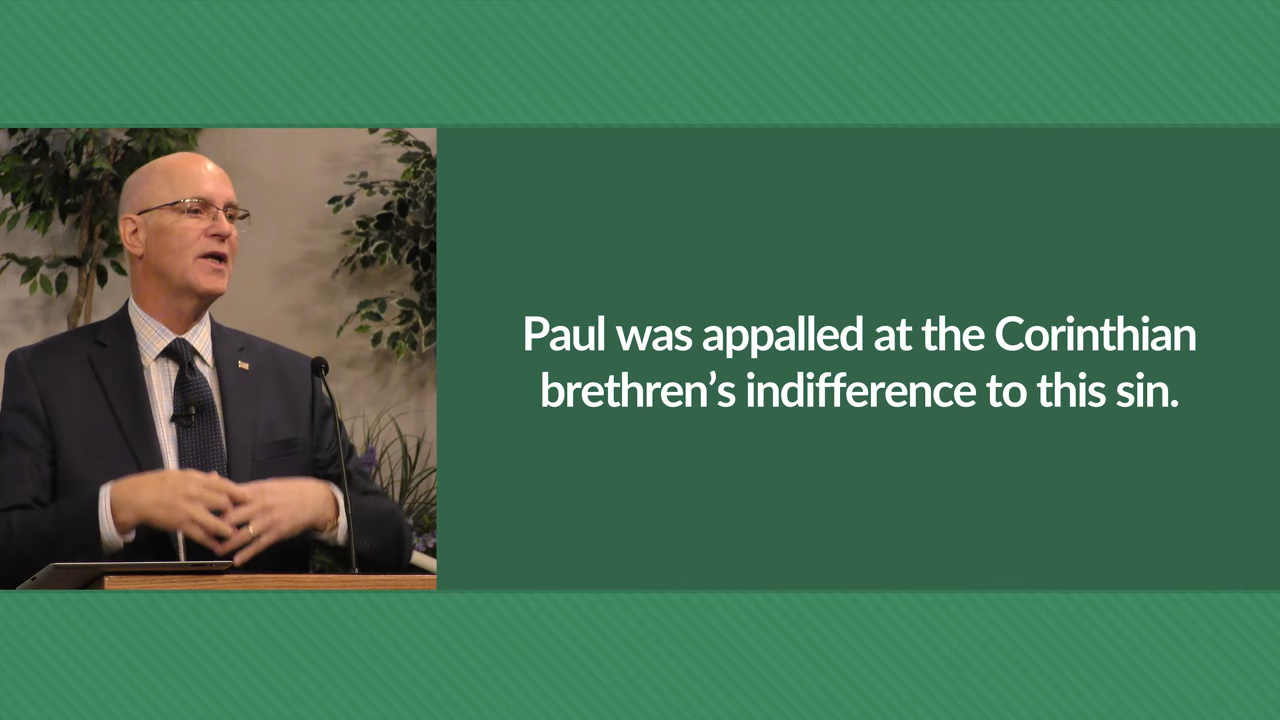 Paul was appalled at the Corinthian
brethren’s indifference to this sin.